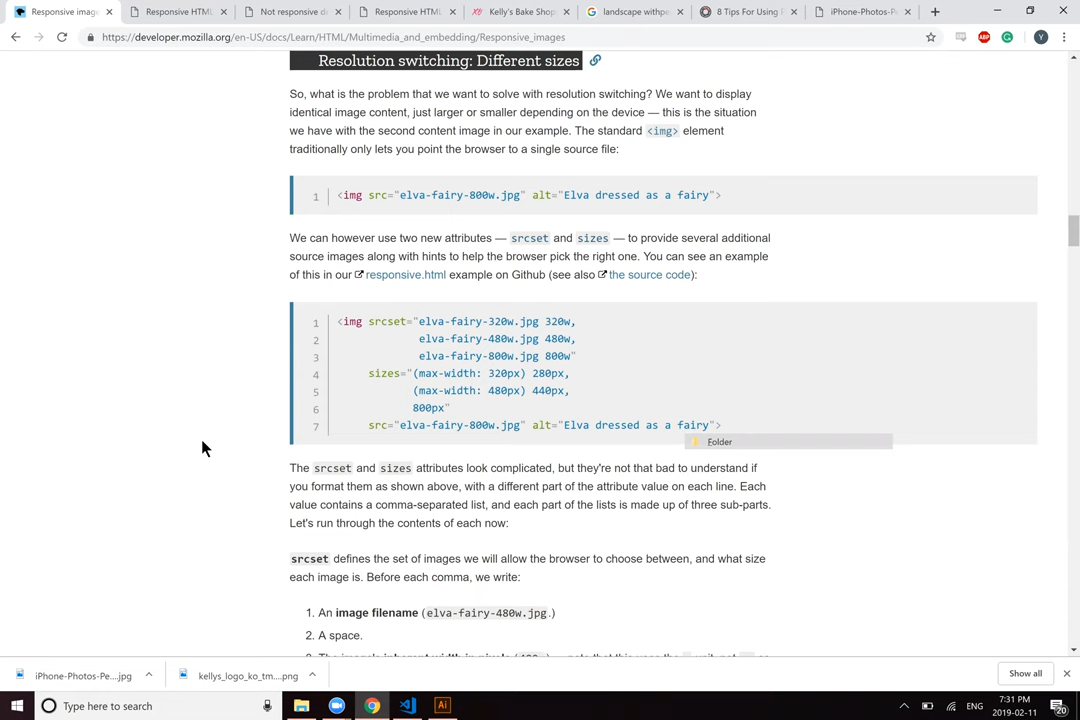 Responsive imag
Responsive HTML
Not responsive de
Responsive HTML
Kelly's Bake Shop
landscape withpe
8 Tips For Using
iPhone-Photos-P
https://developer.mozilla.org/en-US/docs/Learn/HTML/Multimedia_and_embedding/Responsive_images
ABP
Y
Resolution switching: Different sizes
So, what is the problem that we want to solve with resolution switching? We want to display
identical image content, just larger or smaller depending on the device — this is the situation
we have with the second content image in our example. The standard <img> element
traditionally only lets you point the browser to a single source file:
1 <img src="elva-fairy-800w.jpg" alt="Elva dressed as a fairy">
We can however use two new attributes — srcset and sizes — to provide several additional
source images along with hints to help the browser pick the right one. You can see an example
of this in our responsive.html example on Github (see also the source code):
1 <img srcset="elva-fairy-320w.jpg 320w,
2 elva-fairy-480w.jpg 480w,
3 elva-fairy-800w.jpg 800w"
4 sizes="(max-width: 320px) 280px,
5 (max-width: 480px) 440px,
6 800px"
7 src="elva-fairy-800w.jpg" alt="Elva dressed as a fairy">
Folder
The srcset and sizes attributes look complicated, but they're not that bad to understand if
you format them as shown above, with a different part of the attribute value on each line. Each
value contains a comma-separated list, and each part of the lists is made up of three sub-parts.
Let's run through the contents of each now:
srcset defines the set of images we will allow the browser to choose between, and what size
each image is. Before each comma, we write:
1. An image filename (elva-fairy-480w.jpg.)
2. A space.
iPhone-Photos-Pe....jpg
kellys_logo_ko_tm....png
Show all
Type here to search
Ai
ENG
7:31 PM
2019-02-11
20